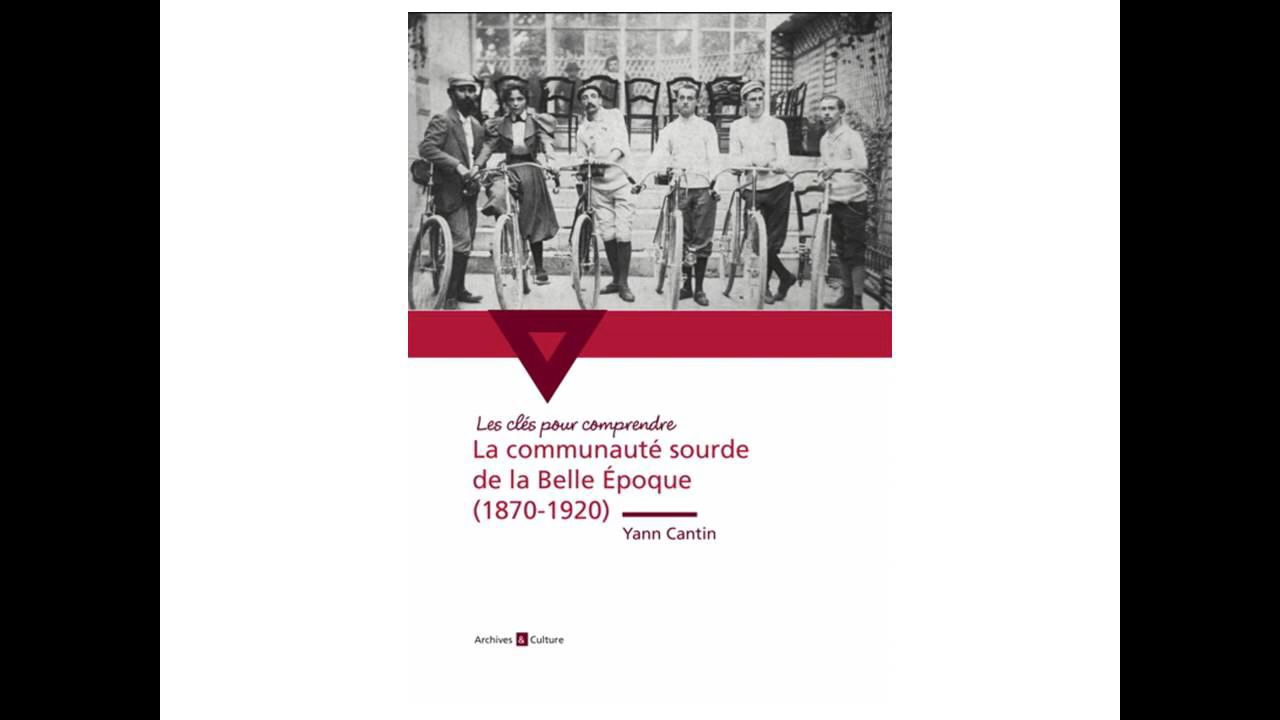 Les clés pour comprendre
La communauté sourde
de la Belle Époque
(1870-1920)
Yann Cantin
Archives & Culture